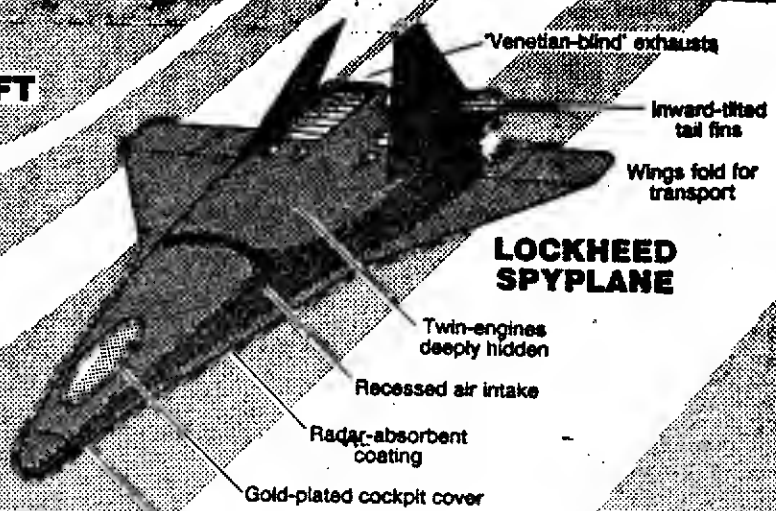 FT
'Venetian-blind' exhausts
Inward-tilted
tail fins
Wings fold for
transport
LOCKHEED
SPYPLANE
Twin-engines
deeply hidden
Recessed air intake
Radar-absorbent
coating
Gold-plated cockpit cover